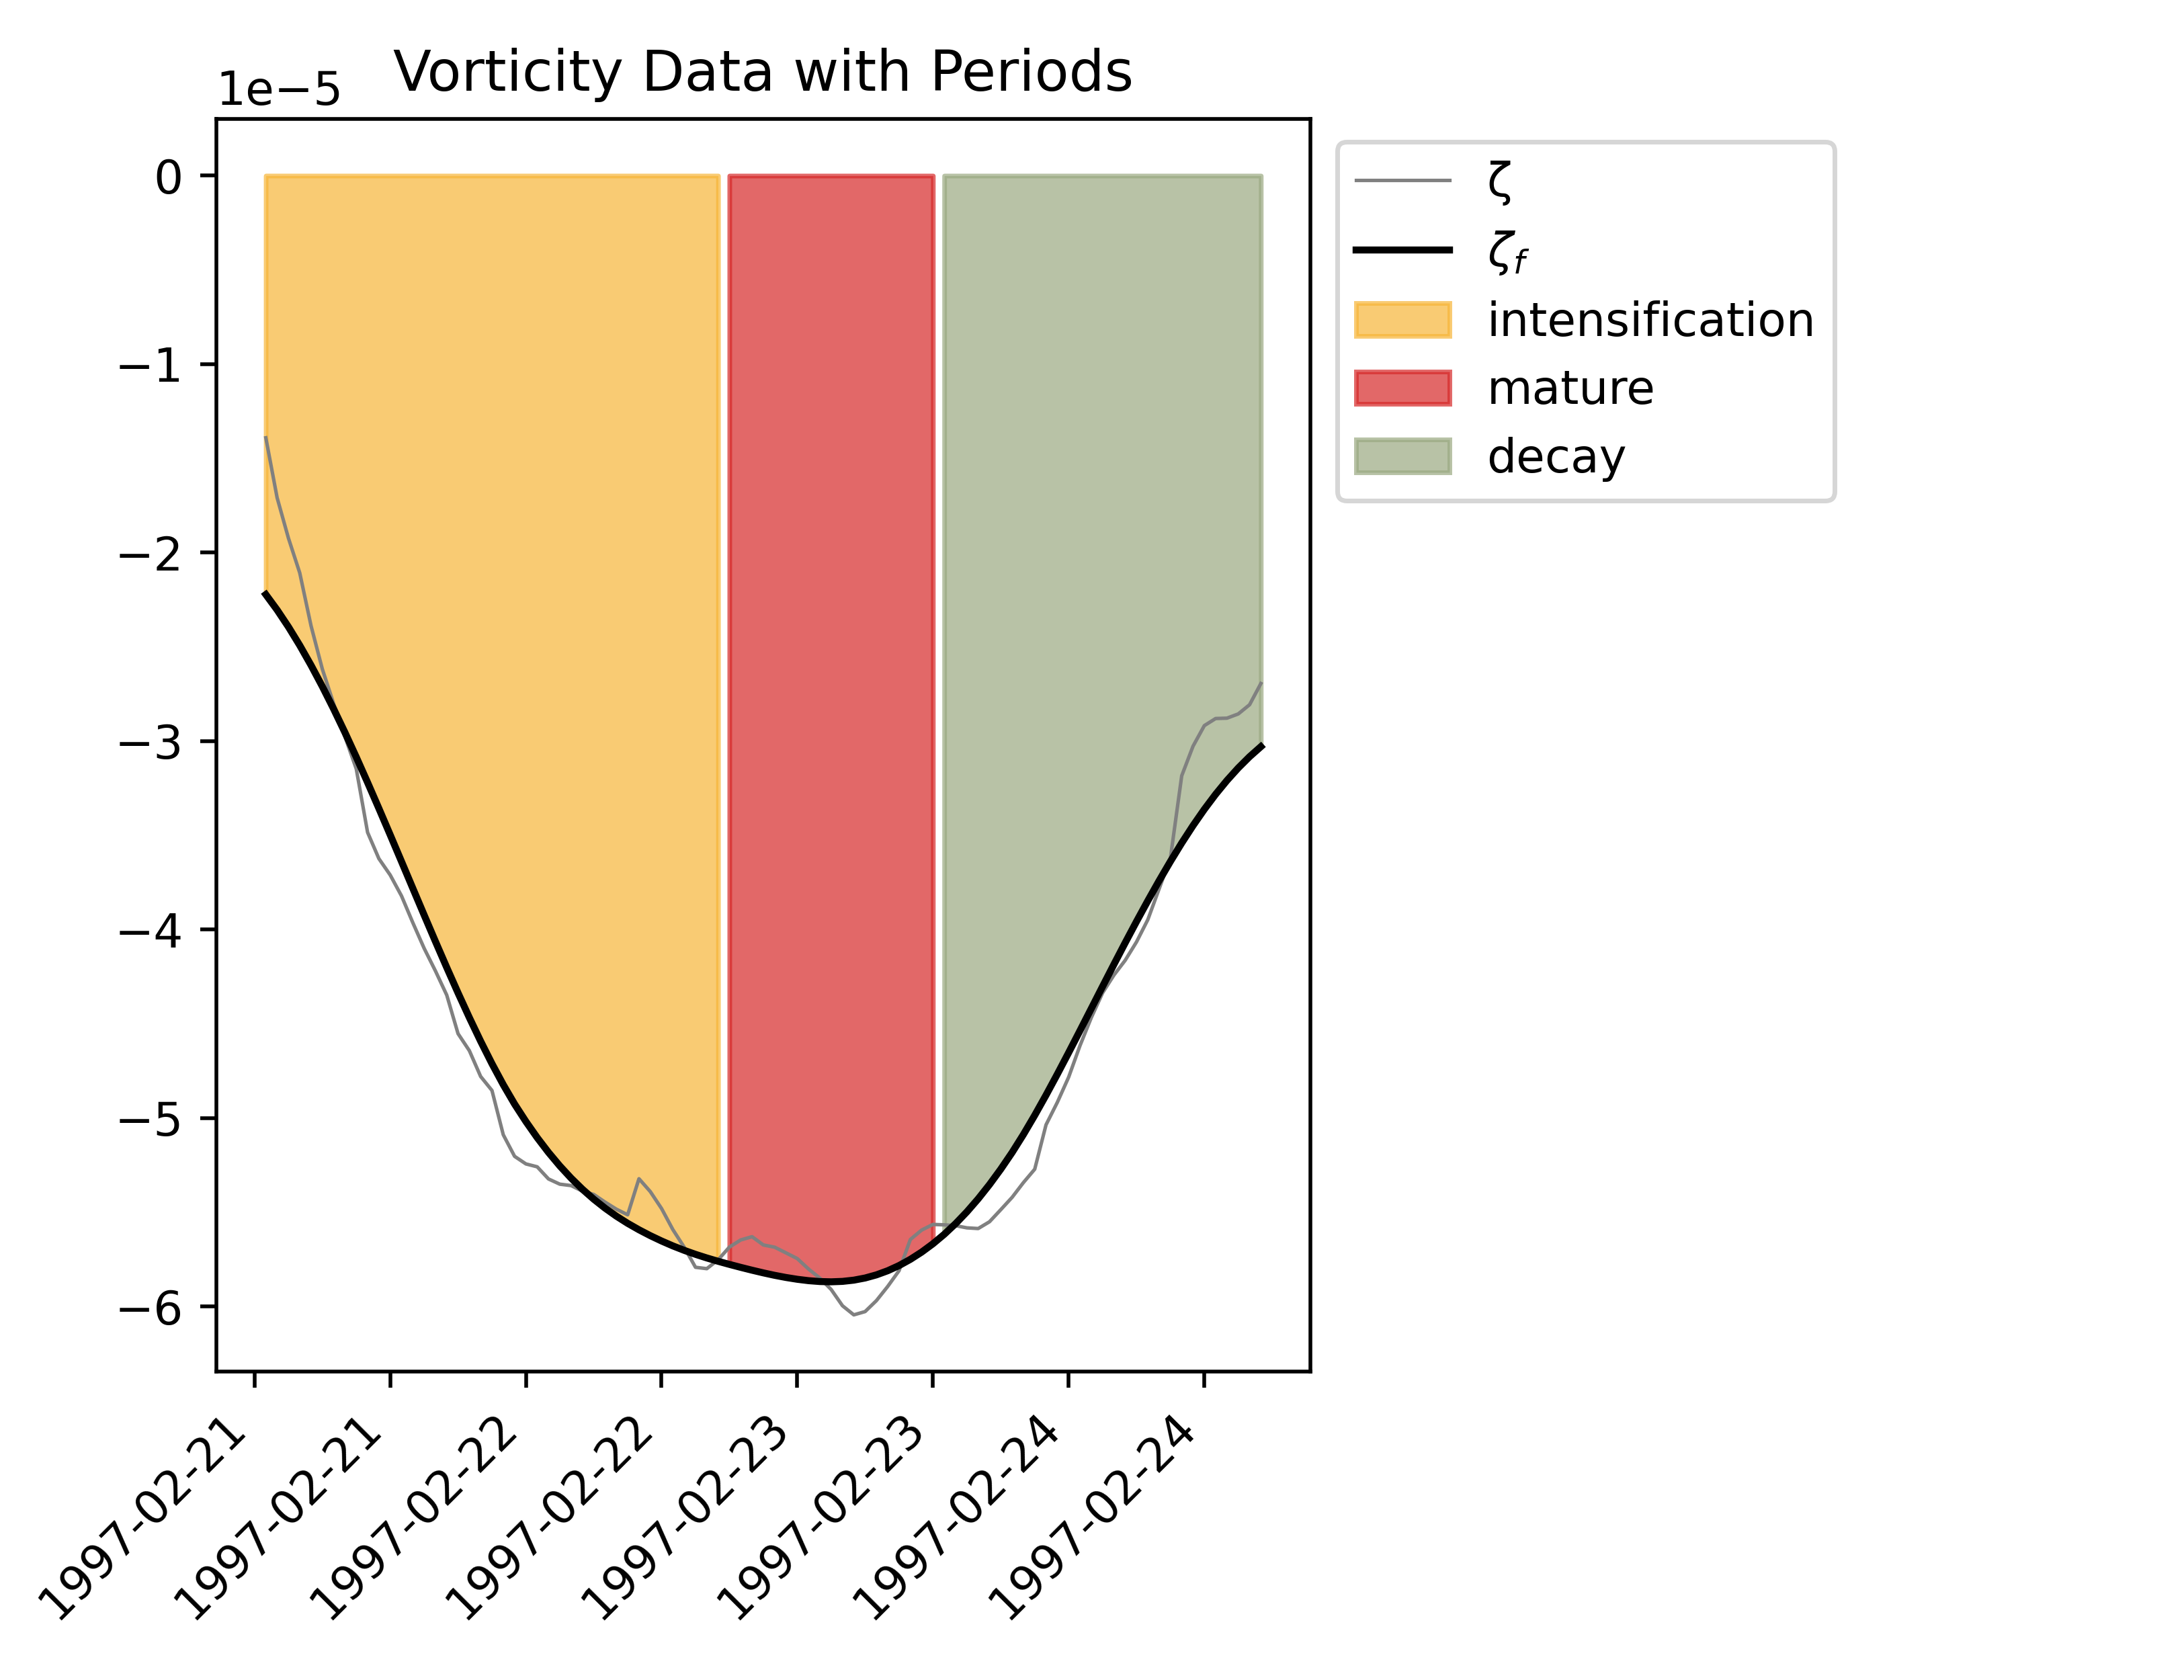 Vorticity Data with Periods
1e−5
0
−1
−2
−3
−4
−5
−6
1997-02-21
1997-02-21
1997-02-22
1997-02-22
1997-02-23
1997-02-23
1997-02-24
1997-02-24
ζ
ζf
intensification
mature
decay